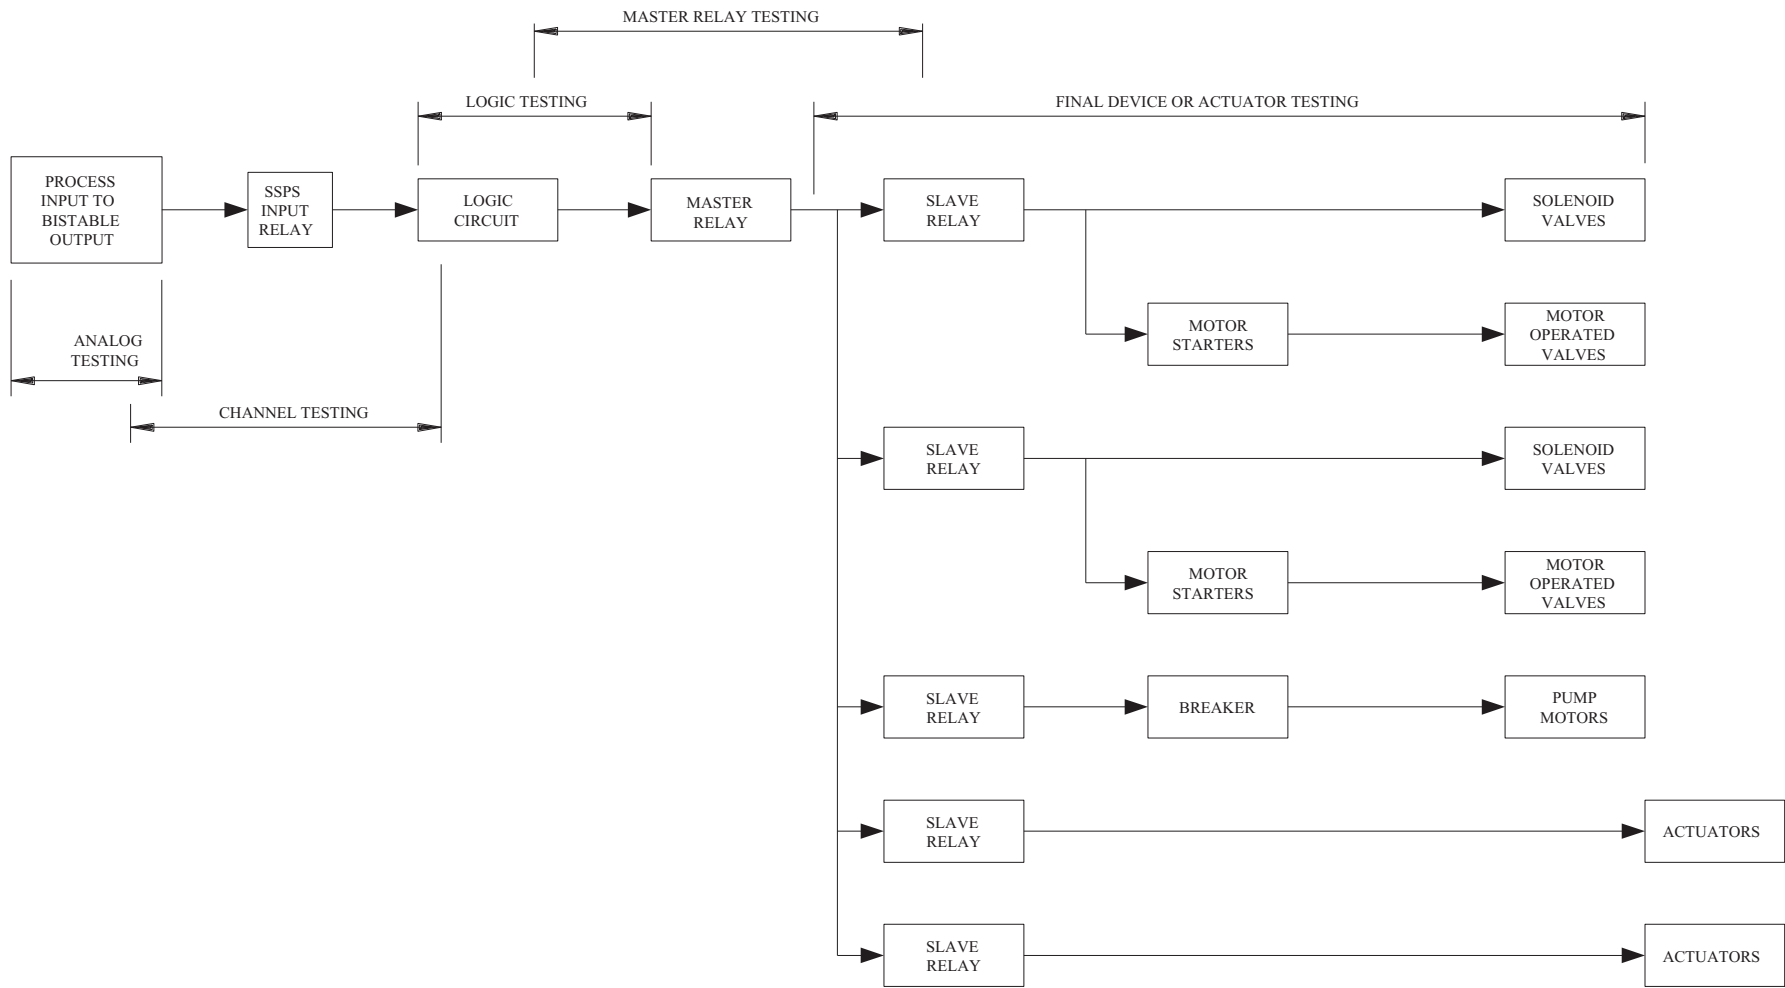 MASTER RELAY TESTING
LOGIC TESTING
FINAL DEVICE OR ACTUATOR TESTING
PROCESS
INPUT TO
BISTABLE
OUTPUT
SSPS
INPUT
RELAY
LOGIC
CIRCUIT
MASTER
RELAY
SLAVE
RELAY
SOLENOID
VALVES
ANALOG
TESTING
MOTOR
STARTERS
MOTOR
OPERATED
VALVES
CHANNEL TESTING
SLAVE
RELAY
SOLENOID
VALVES
MOTOR
STARTERS
MOTOR
OPERATED
VALVES
SLAVE
RELAY
BREAKER
PUMP
MOTORS
SLAVE
RELAY
ACTUATORS
SLAVE
RELAY
ACTUATORS